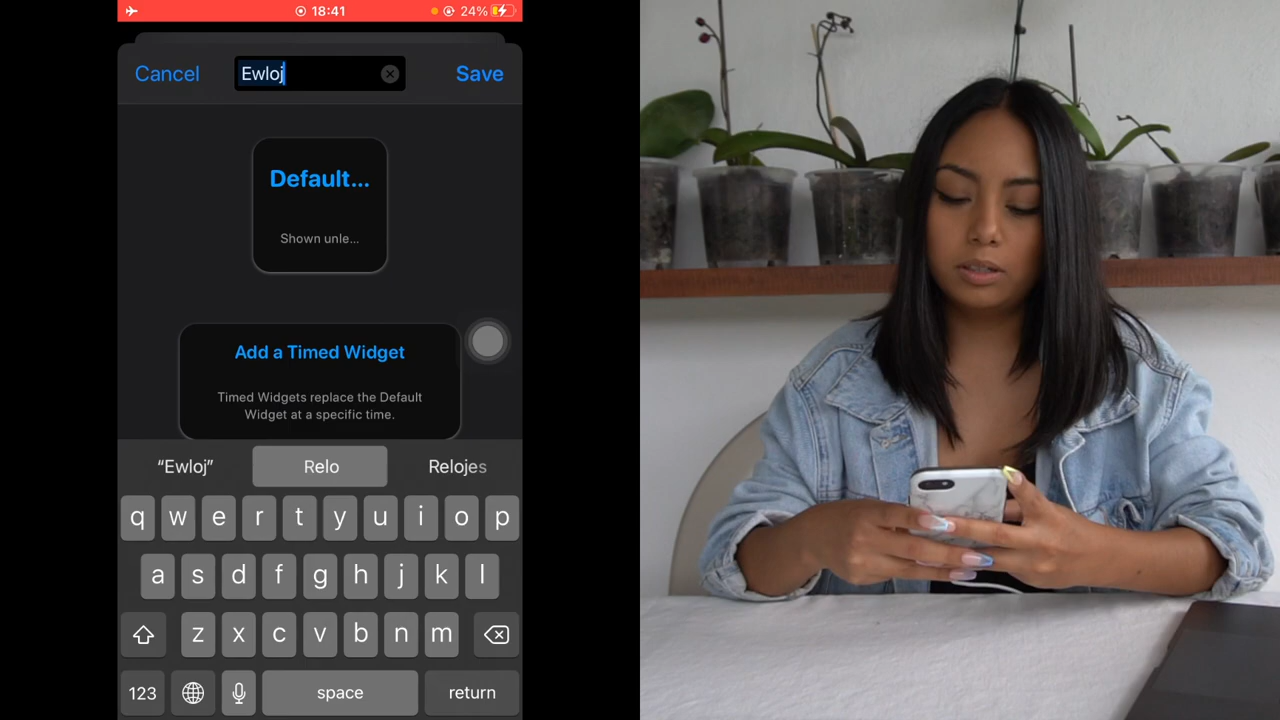 18:41
24%
Cancel
Ewloj
Save
Default...
Shown unle...
Add a Timed Widget
Timed Widgets replace the Default
Widget at a specific time.
“Ewloj”
Relo
Relojes
q w e r t y u i o p
a s d f g h j k l
z x c v b n m
123
space
return